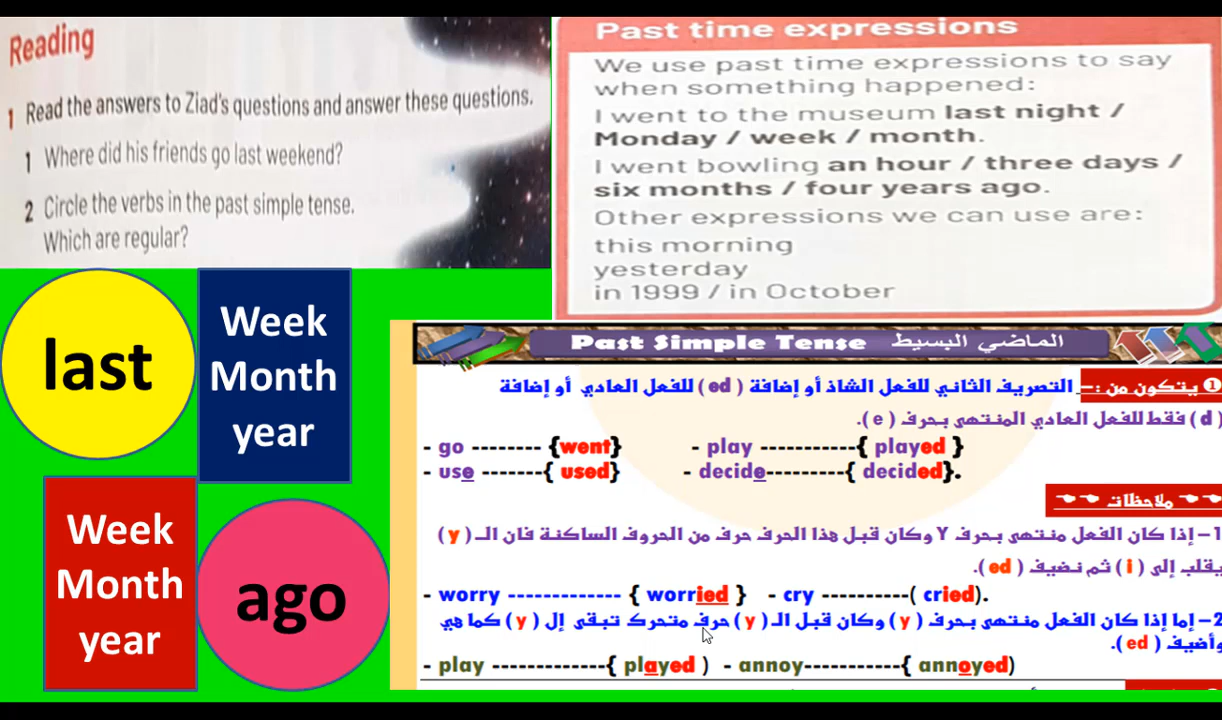 Reading
1 Read the answers to Ziad's questions and answer these questions.
1 Where did his friends go last weekend?
2 Circle the verbs in the past simple tense.
Which are regular?
Past time expressions
We use past time expressions to say
when something happened:
I went to the museum last night /
Monday / week / month.
I went bowling an hour / three days /
six months / four years ago.
Other expressions we can use are:
this morning
yesterday
in 1999 / in October
last
Week
Month
year
Week
Month
year
ago
Past Simple Tense الماضي البسيط
❶ يتكون من :- التصريف الثاني للفعل الشاذ أو إضافة ( ed ) للفعل العادي أو إضافة
( d ) فقط للفعل العادي المنتهي بحرف ( e ).
- go -------- {went} - play -----------{ played }
- use -------{ used} - decide---------{ decided}.
ملاحظات
1 – إذا كان الفعل منتهى بحرف Y وكان قبل هذا الحرف حرف من الحروف الساكنة فان الـ ( y )
يقلب إلى ( i ) ثم نضيف ( ed ).
- worry ------------- { worried } - cry ----------( cried).
2 – إما إذا كان الفعل منتهى بحرف ( y ) وكان قبل الـ ( y ) حرف متحرك تبقى إل ( y ) كما هي
وأضيف ( ed ).
- play -------------{ played ) - annoy-----------{ annoyed)